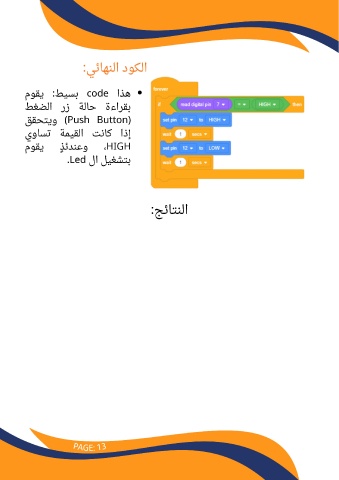 الكود النهائي:
• هذا code بسيط: يقوم
بقراءة حالة زر الضغط
(Push Button) ويتحقق
إذا كانت القيمة تساوي
HIGH، وعندئذٍ يقوم
بتشغيل ال Led.
forever
if read digital pin 7 = HIGH then
set pin 12 to HIGH
wait 1 secs
set pin 12 to LOW
wait 1 secs
النتائج:
PAGE: 13